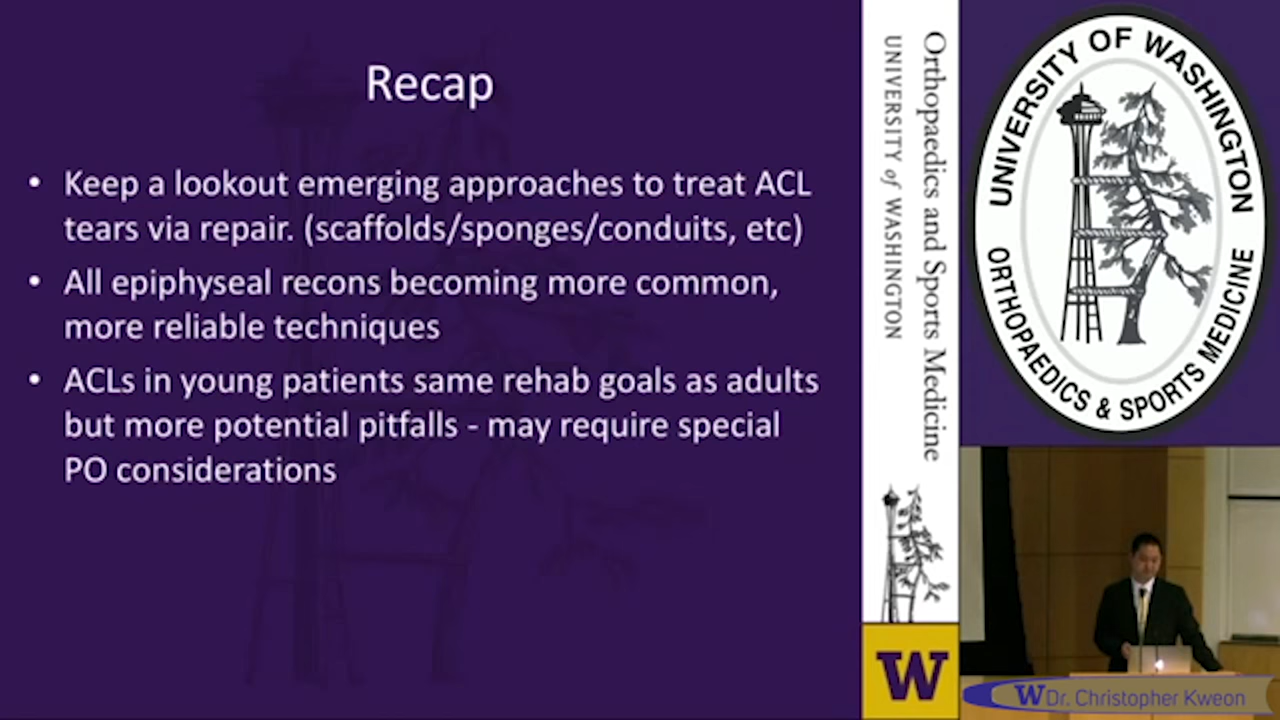 Recap
• Keep a lookout emerging approaches to treat ACL
tears via repair. (scaffolds/sponges/conduits, etc)
• All epiphyseal recons becoming more common,
more reliable techniques
• ACLs in young patients same rehab goals as adults
but more potential pitfalls - may require special
PO considerations
Orthopaedics and Sports Medicine
UNIVERSITY of WASHINGTON
W
UNIVERSITY OF WASHINGTON
ORTHOPAEDICS & SPORTS MEDICINE
W Dr. Christopher Kweon